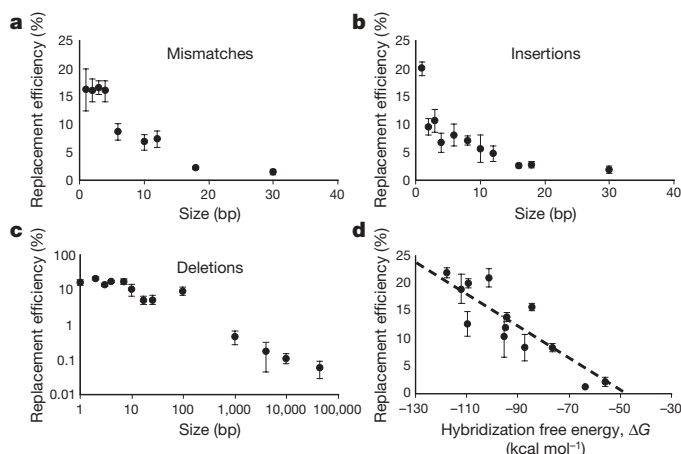 a
Mismatches
Replacement efficiency (%)
25
20
15
10
5
0
0 10 20 30 40
Size (bp)
b
Insertions
Replacement efficiency (%)
25
20
15
10
5
0
0 10 20 30 40
Size (bp)
c
Deletions
Replacement efficiency (%)
100
10
1
0.1
0.01
1 10 100 1,000 10,000 100,000
Size (bp)
d
Replacement efficiency (%)
25
20
15
10
5
0
−130 −110 −90 −70 −50 −30
Hybridization free energy, ΔG
(kcal mol⁻¹)